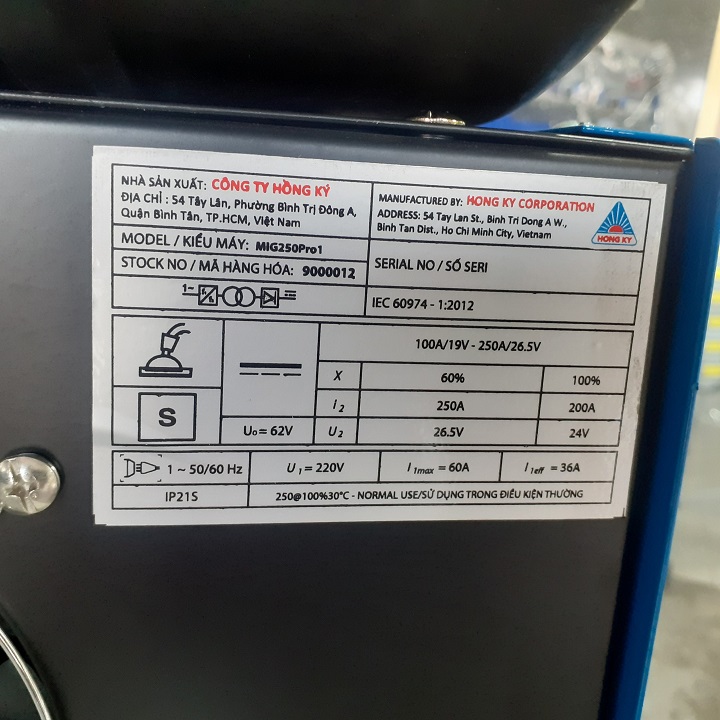 NHÀ SẢN XUẤT: CÔNG TY HỒNG KÝ
ĐỊA CHỈ : 54 Tây Lân, Phường Bình Trị Đông A,
Quận Bình Tân, TP.HCM, Việt Nam
MANUFACTURED BY: HONG KY CORPORATION
ADDRESS: 54 Tay Lan St., Binh Tri Dong A W.,
Binh Tan Dist., Ho Chi Minh City, Vietnam
HONG KY
MODEL / KIỂU MÁY: MIG250Pro1
STOCK NO / MÃ HÀNG HÓA: 9000012
SERIAL NO / SỐ SERI
1~
IEC 60974 - 1:2012
100A/19V - 250A/26.5V
X 60% 100%
S
I2 250A 200A
U0= 62V U2 26.5V 24V
1 ~ 50/60 Hz U1= 220V I1max = 60A I1eff = 36A
IP21S 250@100%30°C - NORMAL USE/SỬ DỤNG TRONG ĐIỀU KIỆN THƯỜNG